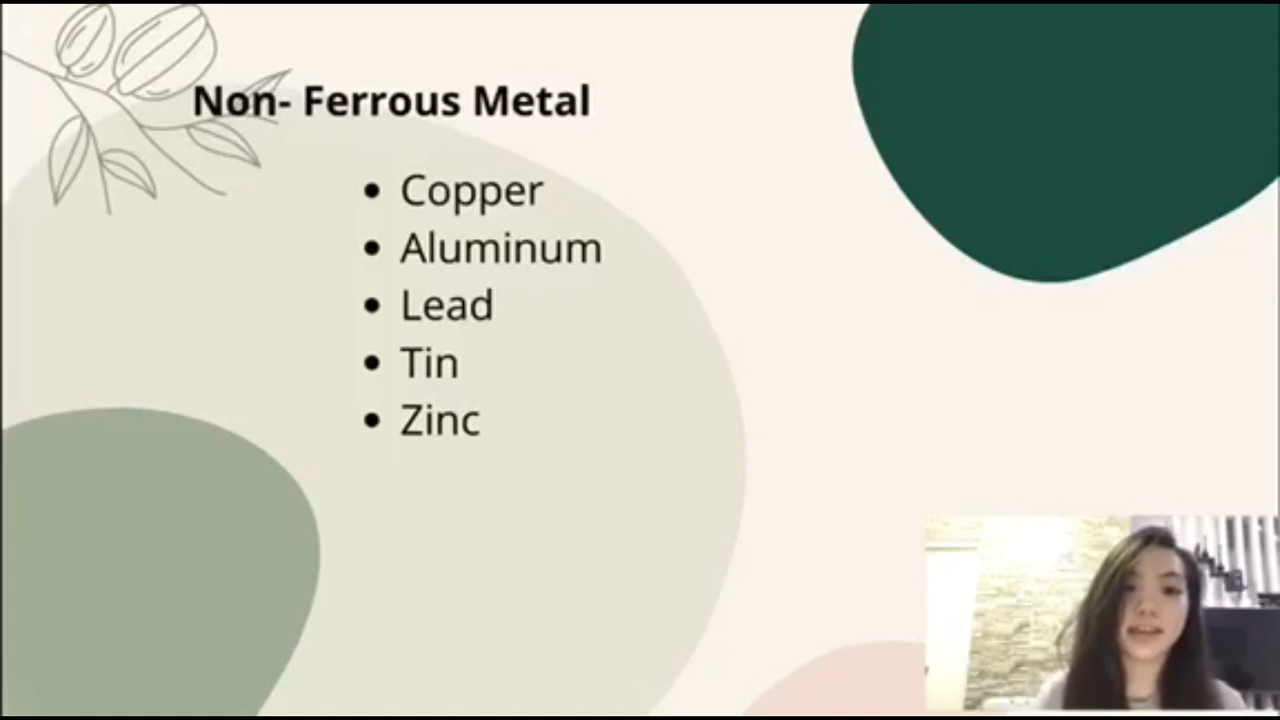 Non- Ferrous Metal
Copper
Aluminum
Lead
Tin
Zinc